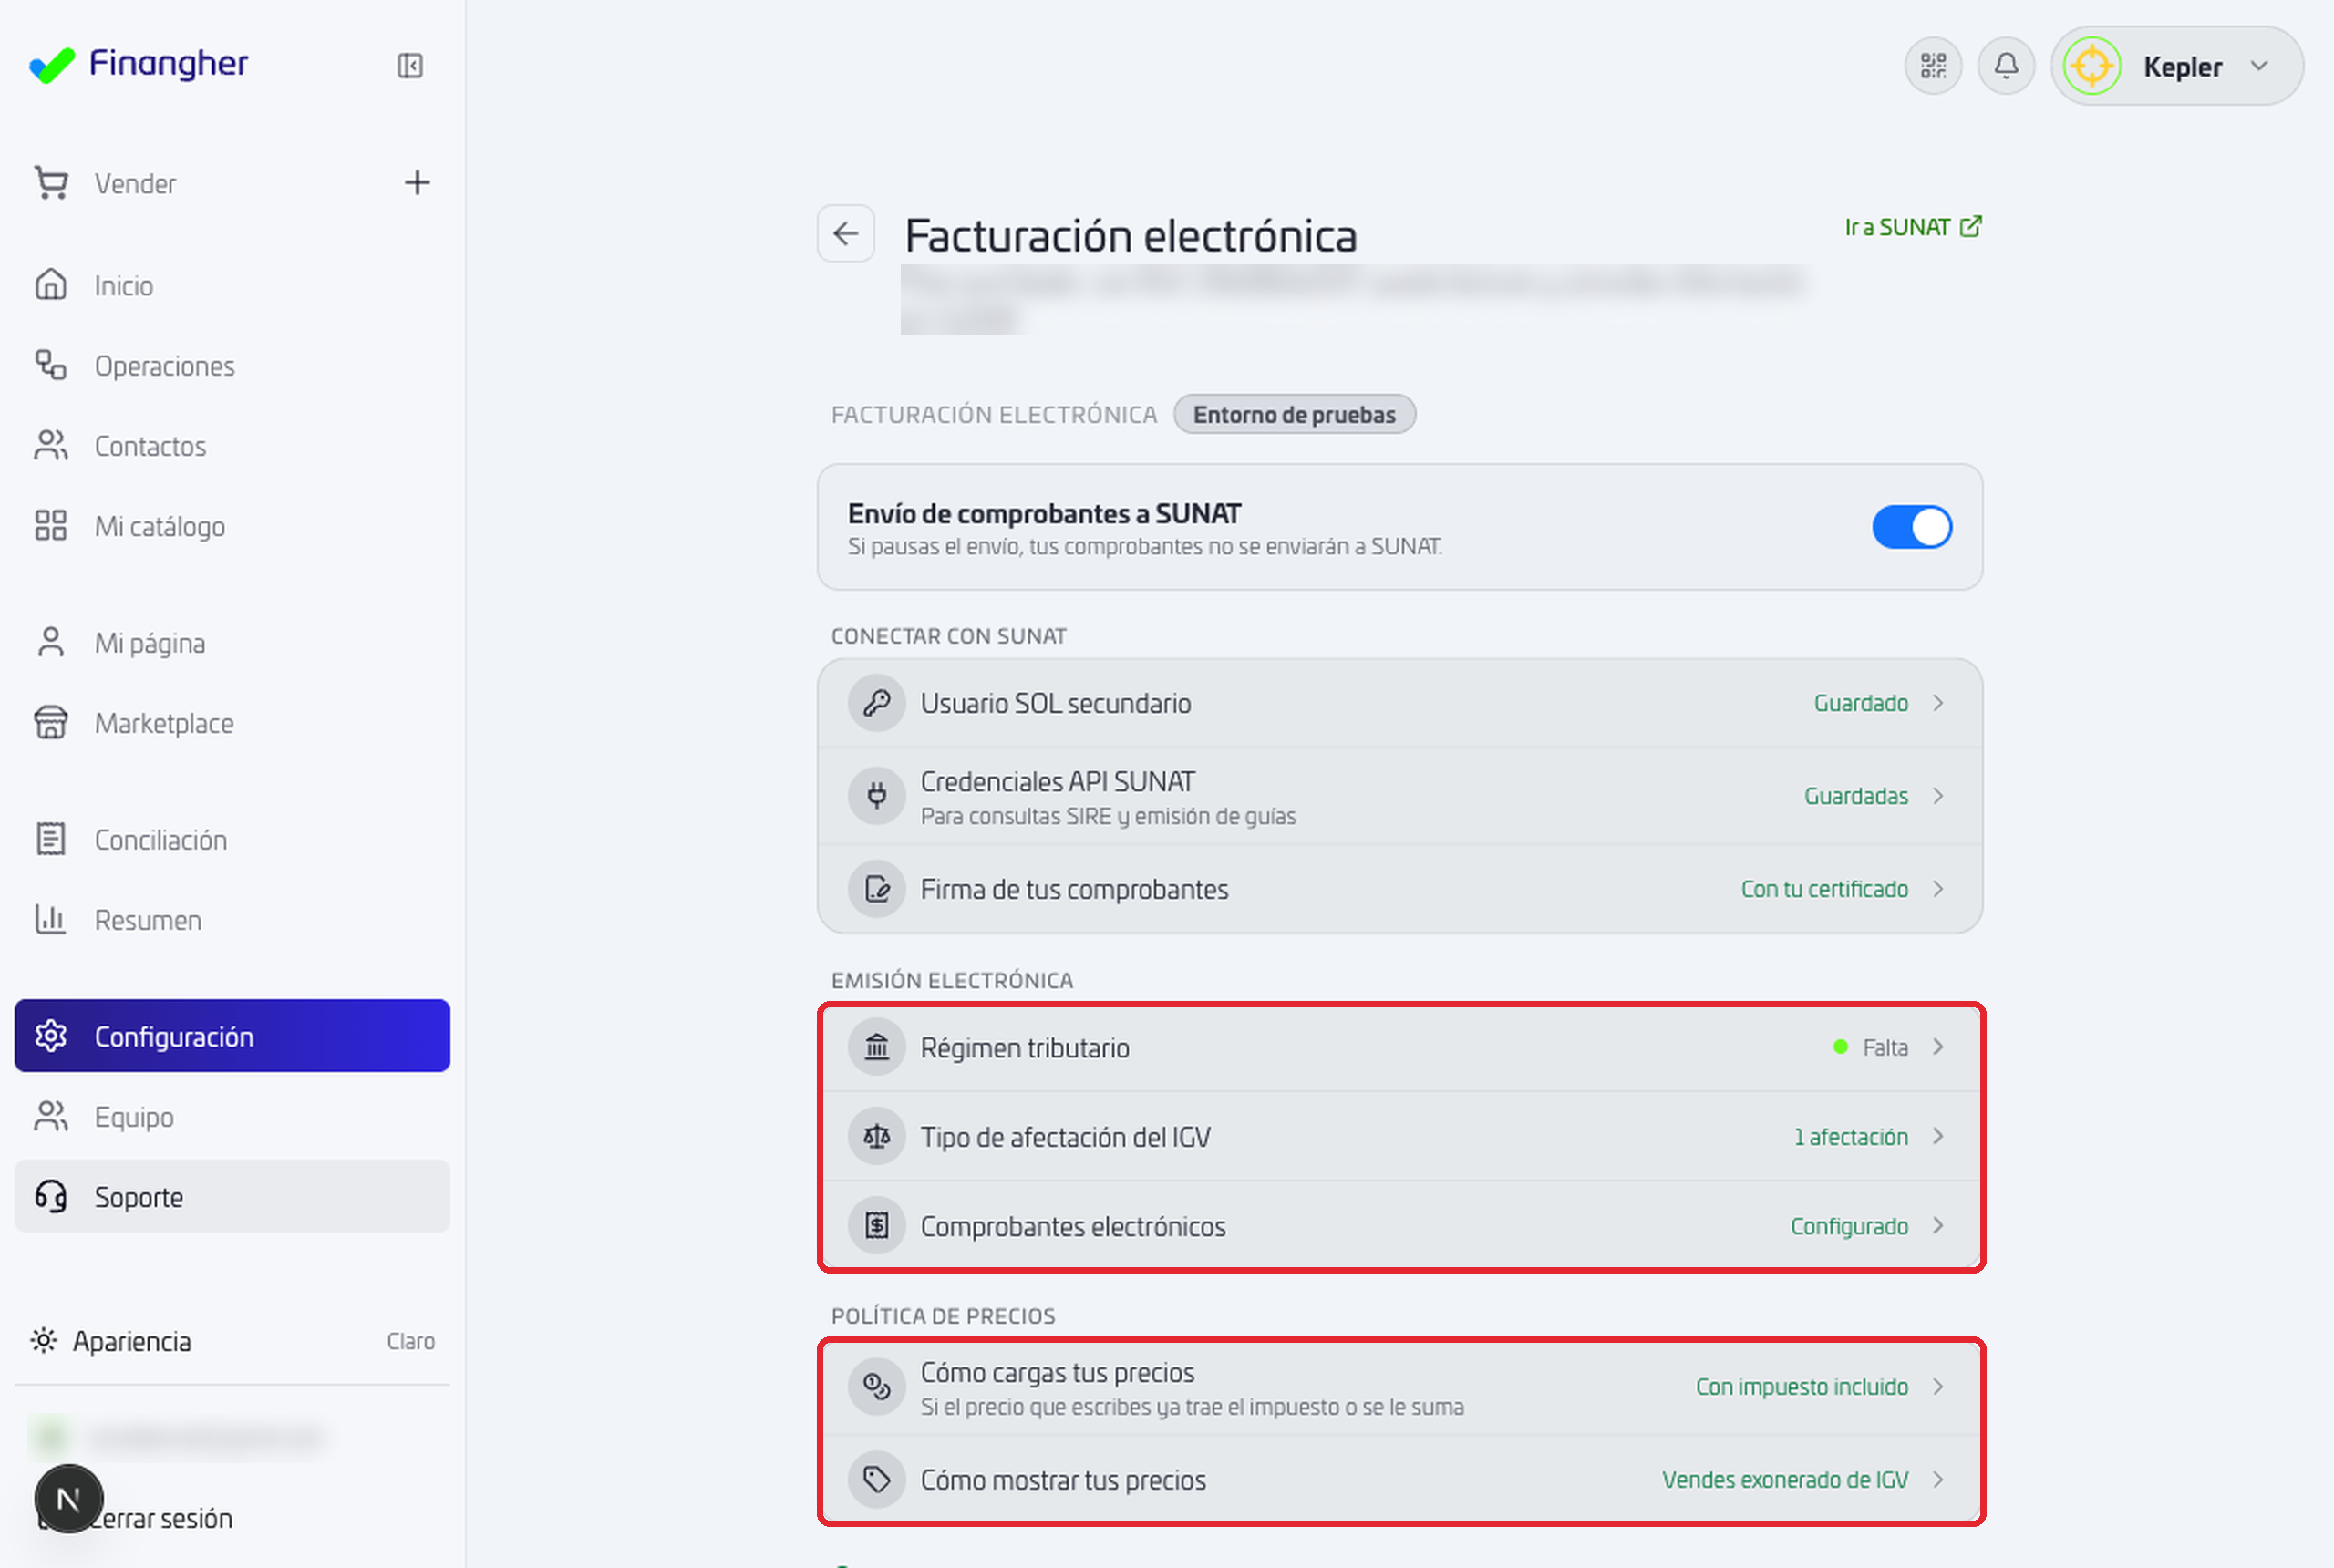 Finangher
Kepler
Vender
Inicio
Operaciones
Contactos
Mi catálogo
Mi página
Marketplace
Conciliación
Resumen
Configuración
Equipo
Soporte
Apariencia
Claro
N
errar sesión
Facturación electrónica
Ir a SUNAT
FACTURACIÓN ELECTRÓNICA
Entorno de pruebas
Envío de comprobantes a SUNAT
Si pausas el envío, tus comprobantes no se enviarán a SUNAT.
CONECTAR CON SUNAT
Usuario SOL secundario
Guardado
Credenciales API SUNAT
Para consultas SIRE y emisión de guías
Guardadas
Firma de tus comprobantes
Con tu certificado
EMISIÓN ELECTRÓNICA
Régimen tributario
Falta
Tipo de afectación del IGV
1 afectación
Comprobantes electrónicos
Configurado
POLÍTICA DE PRECIOS
Cómo cargas tus precios
Si el precio que escribes ya trae el impuesto o se le suma
Con impuesto incluido
Cómo mostrar tus precios
Vendes exonerado de IGV